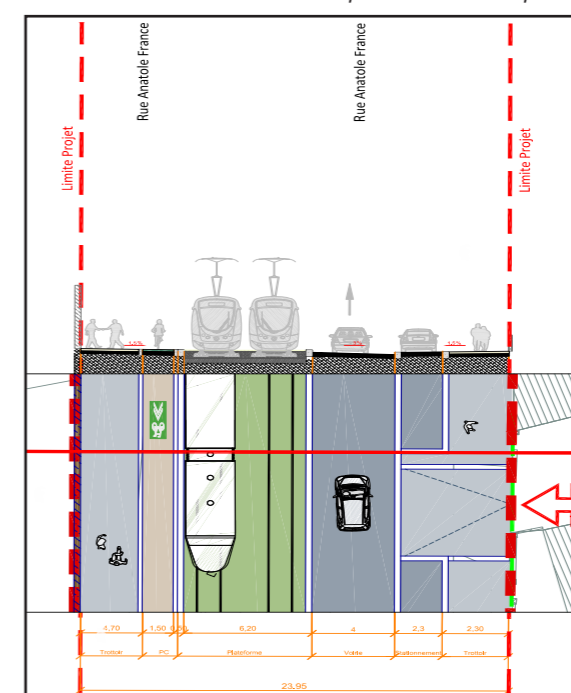 Rue Anatole France
Rue Anatole France
Limite Projet
Limite Projet
4,70 1,50 6,20 4 2,3 2,30
Trottoir PC Plateforme Voirie Stationnement Trottoir
23,95